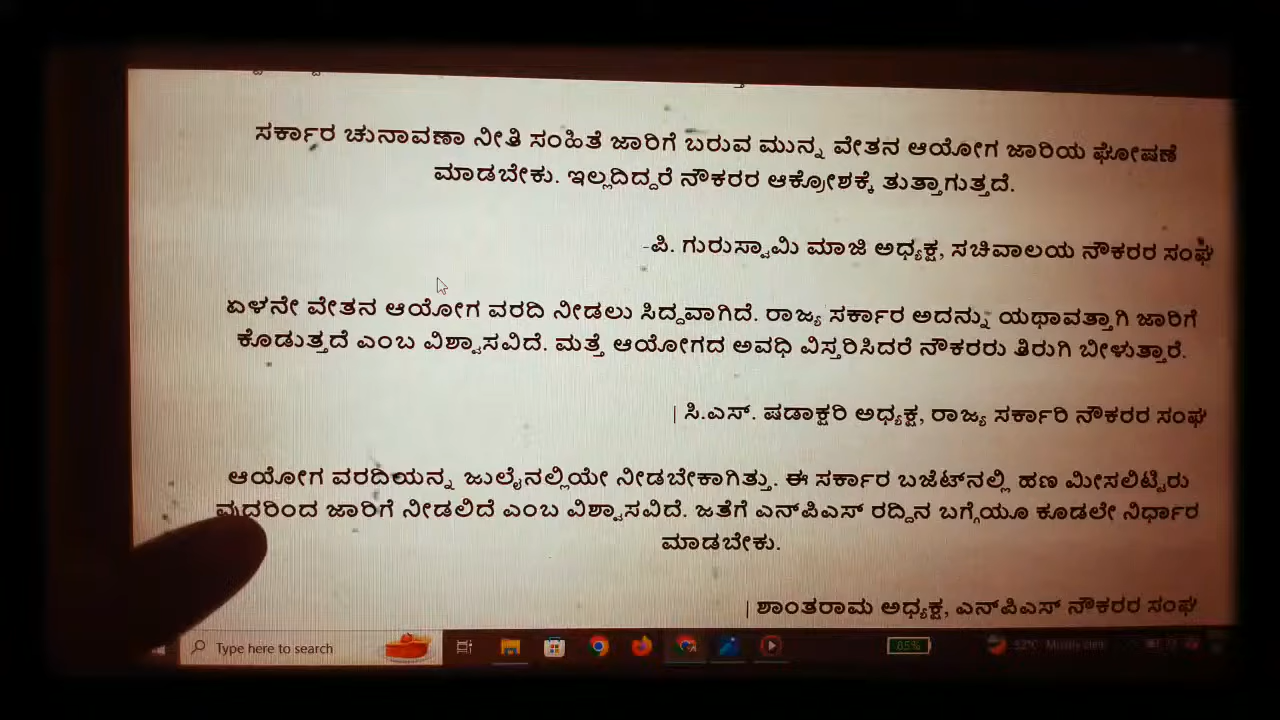 ಸರ್ಕಾರ ಚುನಾವಣಾ ನೀತಿ ಸಂಹಿತೆ ಜಾರಿಗೆ ಬರುವ ಮುನ್ನ ವೇತನ ಆಯೋಗ ಜಾರಿಯ ಘೋಷಣೆ
ಮಾಡಬೇಕು. ಇಲ್ಲದಿದ್ದರೆ ನೌಕರರ ಆಕ್ರೋಶಕ್ಕೆ ತುತ್ತಾಗುತ್ತದೆ.
-ಪಿ. ಗುರುಸ್ವಾಮಿ ಮಾಜಿ ಅಧ್ಯಕ್ಷ, ಸಚಿವಾಲಯ ನೌಕರರ ಸಂಘ
ಏಳನೇ ವೇತನ ಆಯೋಗ ವರದಿ ನೀಡಲು ಸಿದ್ದವಾಗಿದೆ. ರಾಜ್ಯ ಸರ್ಕಾರ ಅದನ್ನು ಯಥಾವತ್ತಾಗಿ ಜಾರಿಗೆ
ಕೊಡುತ್ತದೆ ಎಂಬ ವಿಶ್ವಾಸವಿದೆ. ಮತ್ತೆ ಆಯೋಗದ ಅವಧಿ ವಿಸ್ತರಿಸಿದರೆ ನೌಕರರು ತಿರುಗಿ ಬೀಳುತ್ತಾರೆ.
| ಸಿ.ಎಸ್. ಷಡಾಕ್ಷರಿ ಅಧ್ಯಕ್ಷ, ರಾಜ್ಯ ಸರ್ಕಾರಿ ನೌಕರರ ಸಂಘ
ಆಯೋಗ ವರದಿಯನ್ನ ಜುಲೈನಲ್ಲಿಯೇ ನೀಡಬೇಕಾಗಿತ್ತು. ಈ ಸರ್ಕಾರ ಬಜೆಟ್‌ನಲ್ಲಿ ಹಣ ಮೀಸಲಿಟ್ಟಿರು
ವುದರಿಂದ ಜಾರಿಗೆ ನೀಡಲಿದೆ ಎಂಬ ವಿಶ್ವಾಸವಿದೆ. ಜತೆಗೆ ಎನ್‌ಪಿಎಸ್ ರದ್ದಿನ ಬಗ್ಗೆಯೂ ಕೂಡಲೇ ನಿರ್ಧಾರ
ಮಾಡಬೇಕು.
| ಶಾಂತರಾಮ ಅಧ್ಯಕ್ಷ, ಎನ್‌ಪಿಎಸ್ ನೌಕರರ ಸಂಘ
Type here to search 85% 32°C